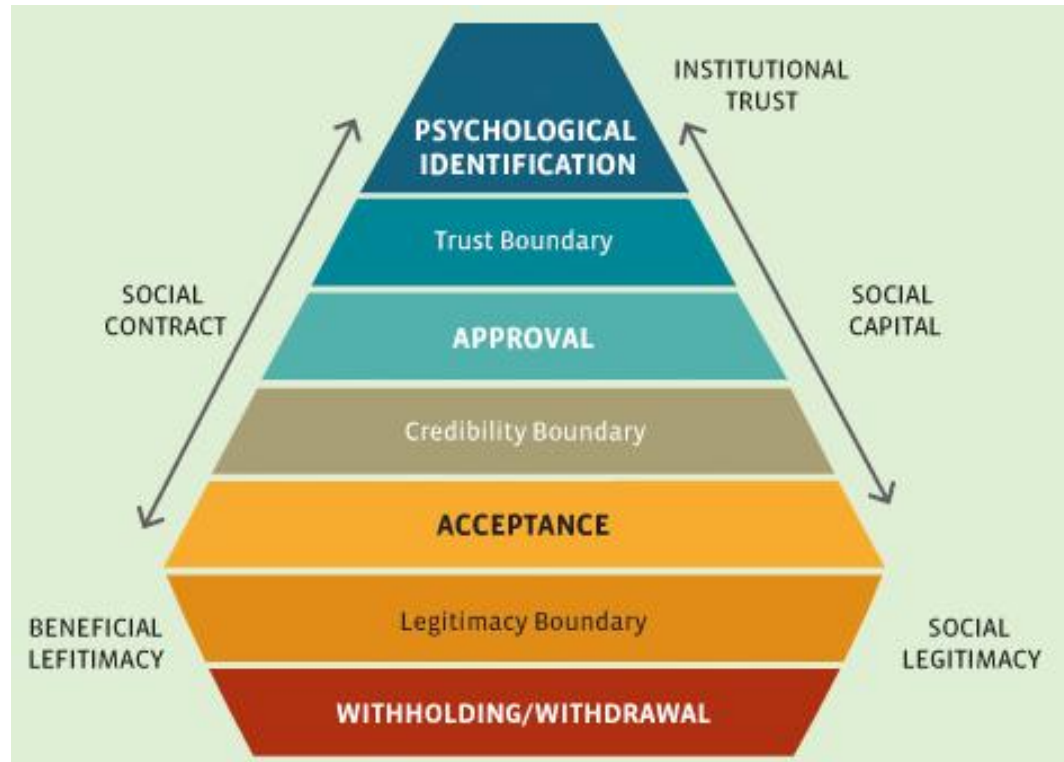 INSTITUTIONAL
TRUST
PSYCHOLOGICAL
IDENTIFICATION
Trust Boundary
SOCIAL
CONTRACT
SOCIAL
CAPITAL
APPROVAL
Credibility Boundary
ACCEPTANCE
Legitimacy Boundary
BENEFICIAL
LEFITIMACY
SOCIAL
LEGITIMACY
WITHHOLDING/WITHDRAWAL